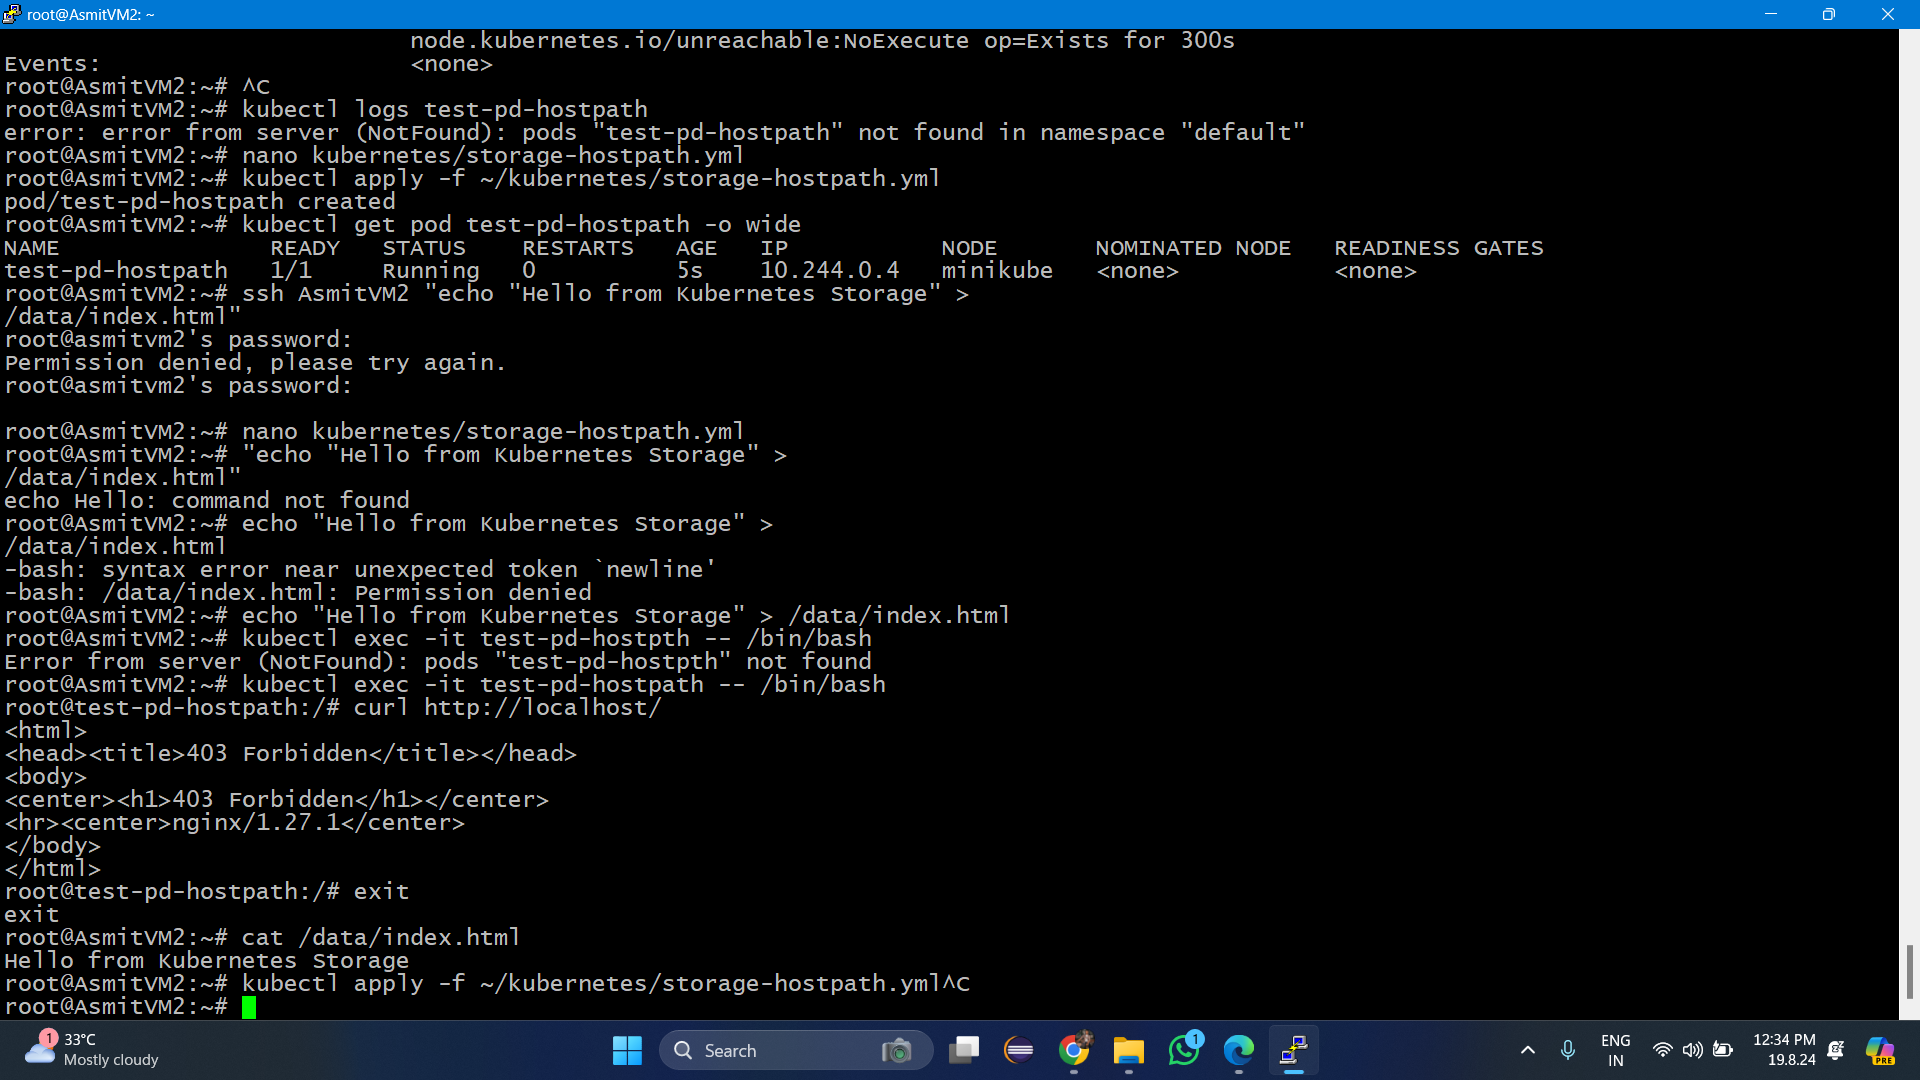 root@AsmitVM2: ~
node.kubernetes.io/unreachable:NoExecute op=Exists for 300s
Events:                      <none>
root@AsmitVM2:~# ^C
root@AsmitVM2:~# kubectl logs test-pd-hostpath
error: error from server (NotFound): pods "test-pd-hostpath" not found in namespace "default"
root@AsmitVM2:~# nano kubernetes/storage-hostpath.yml
root@AsmitVM2:~# kubectl apply -f ~/kubernetes/storage-hostpath.yml
pod/test-pd-hostpath created
root@AsmitVM2:~# kubectl get pod test-pd-hostpath -o wide
NAME               READY   STATUS    RESTARTS   AGE   IP           NODE       NOMINATED NODE   READINESS GATES
test-pd-hostpath   1/1     Running   0          5s    10.244.0.4   minikube   <none>           <none>
root@AsmitVM2:~# ssh AsmitVM2 "echo "Hello from Kubernetes Storage" >
/data/index.html"
root@asmitvm2's password:
Permission denied, please try again.
root@asmitvm2's password:
root@AsmitVM2:~# nano kubernetes/storage-hostpath.yml
root@AsmitVM2:~# "echo "Hello from Kubernetes Storage" >
/data/index.html"
echo Hello: command not found
root@AsmitVM2:~# echo "Hello from Kubernetes Storage" >
/data/index.html
-bash: syntax error near unexpected token `newline'
-bash: /data/index.html: Permission denied
root@AsmitVM2:~# echo "Hello from Kubernetes Storage" > /data/index.html
root@AsmitVM2:~# kubectl exec -it test-pd-hostpth -- /bin/bash
Error from server (NotFound): pods "test-pd-hostpth" not found
root@AsmitVM2:~# kubectl exec -it test-pd-hostpath -- /bin/bash
root@test-pd-hostpath:/# curl http://localhost/
<html>
<head><title>403 Forbidden</title></head>
<body>
<center><h1>403 Forbidden</h1></center>
<hr><center>nginx/1.27.1</center>
</body>
</html>
root@test-pd-hostpath:/# exit
exit
root@AsmitVM2:~# cat /data/index.html
Hello from Kubernetes Storage
root@AsmitVM2:~# kubectl apply -f ~/kubernetes/storage-hostpath.yml^C
root@AsmitVM2:~#
1
33°C
Mostly cloudy
Search
1
ENG
IN
12:34 PM
19.8.24
PRE